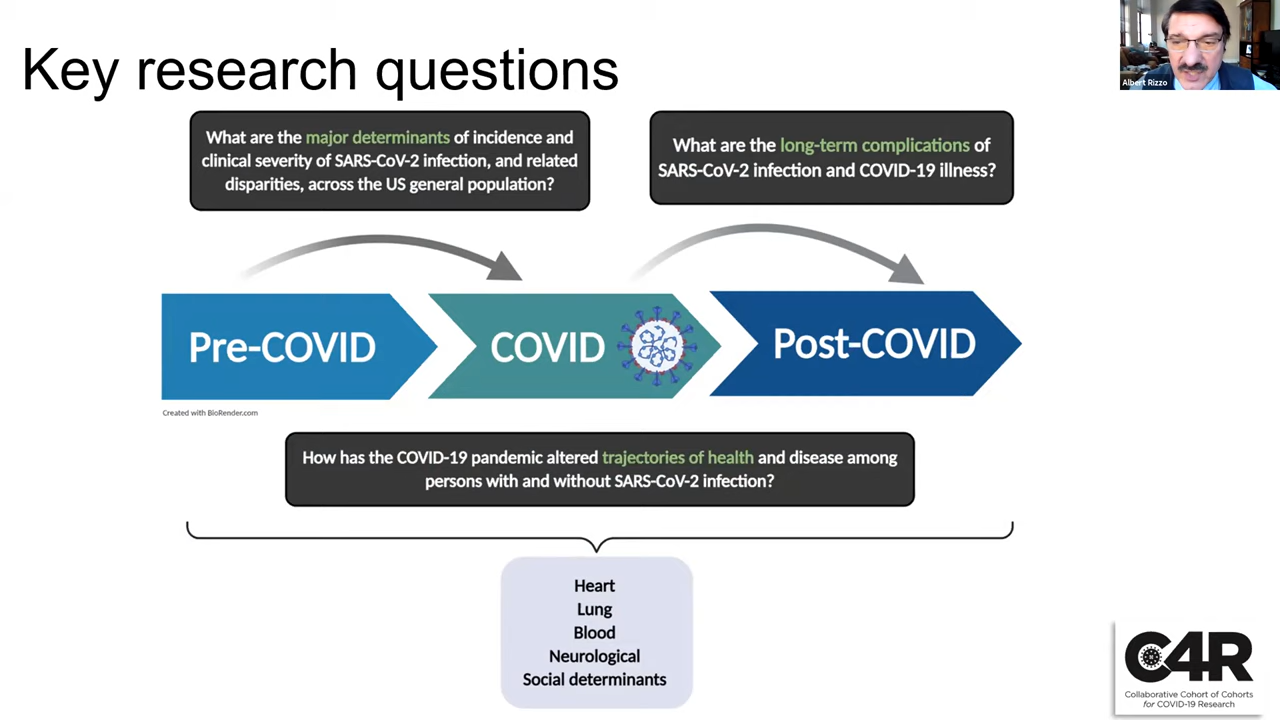 Key research questions
Albert Rizzo
What are the major determinants of incidence and
clinical severity of SARS-CoV-2 infection, and related
disparities, across the US general population?
What are the long-term complications of
SARS-CoV-2 infection and COVID-19 illness?
Pre-COVID
COVID
Post-COVID
Created with BioRender.com
How has the COVID-19 pandemic altered trajectories of health and disease among
persons with and without SARS-CoV-2 infection?
Heart
Lung
Blood
Neurological
Social determinants
C4R
Collaborative Cohort of Cohorts
for COVID-19 Research